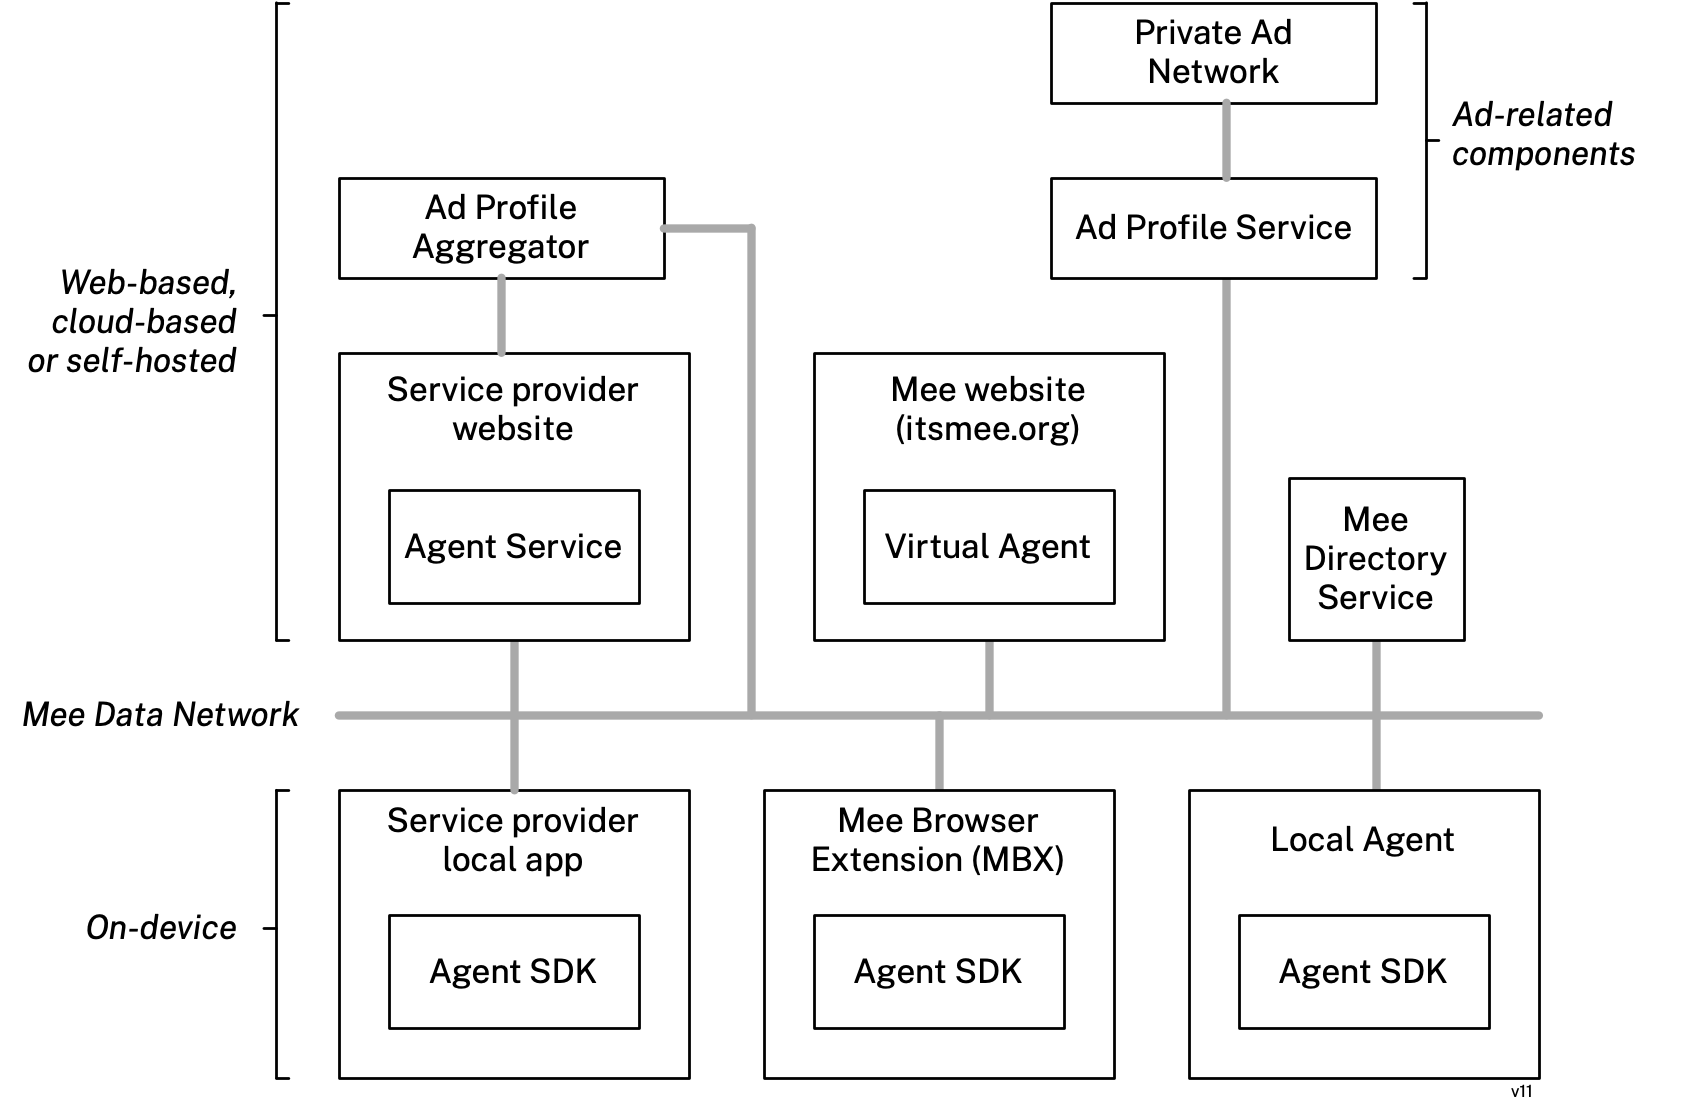 Private Ad
Network
Ad-related
components
Ad Profile
Aggregator
Ad Profile Service
Web-based,
cloud-based
or self-hosted
Service provider
website
Agent Service
Mee website
(itsmee.org)
Virtual Agent
Mee
Directory
Service
Mee Data Network
On-device
Service provider
local app
Agent SDK
Mee Browser
Extension (MBX)
Agent SDK
Local Agent
Agent SDK
v11